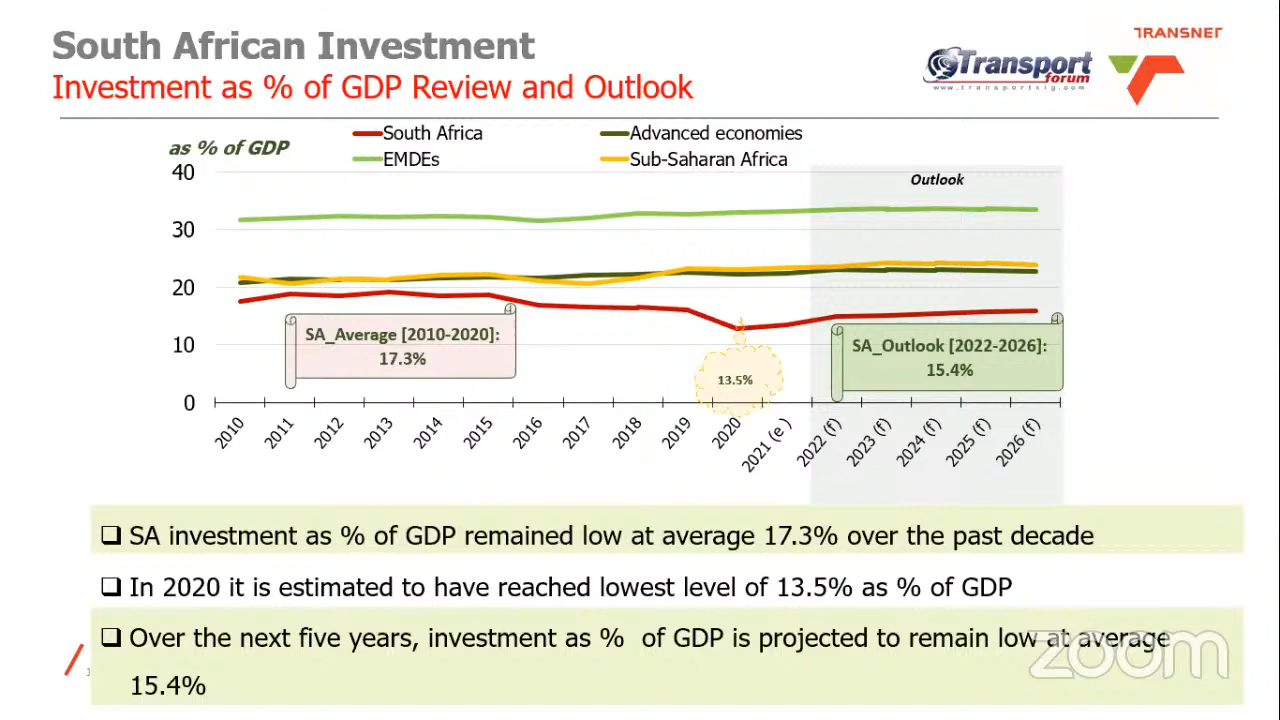 South African Investment
Investment as % of GDP Review and Outlook
TRANSNET
Transport
forum
www.transportsig.com
as % of GDP
South Africa
Advanced economies
EMDEs
Sub-Saharan Africa
40
30
20
10
0
Outlook
SA_Average [2010-2020]:
17.3%
13.5%
SA_Outlook [2022-2026]:
15.4%
2010
2011
2012
2013
2014
2015
2016
2017
2018
2019
2020
2021 (e )
2022 (f)
2023 (f)
2024 (f)
2025 (f)
2026 (f)
❑ SA investment as % of GDP remained low at average 17.3% over the past decade
❑ In 2020 it is estimated to have reached lowest level of 13.5% as % of GDP
❑ Over the next five years, investment as % of GDP is projected to remain low at average
15.4%
zoom